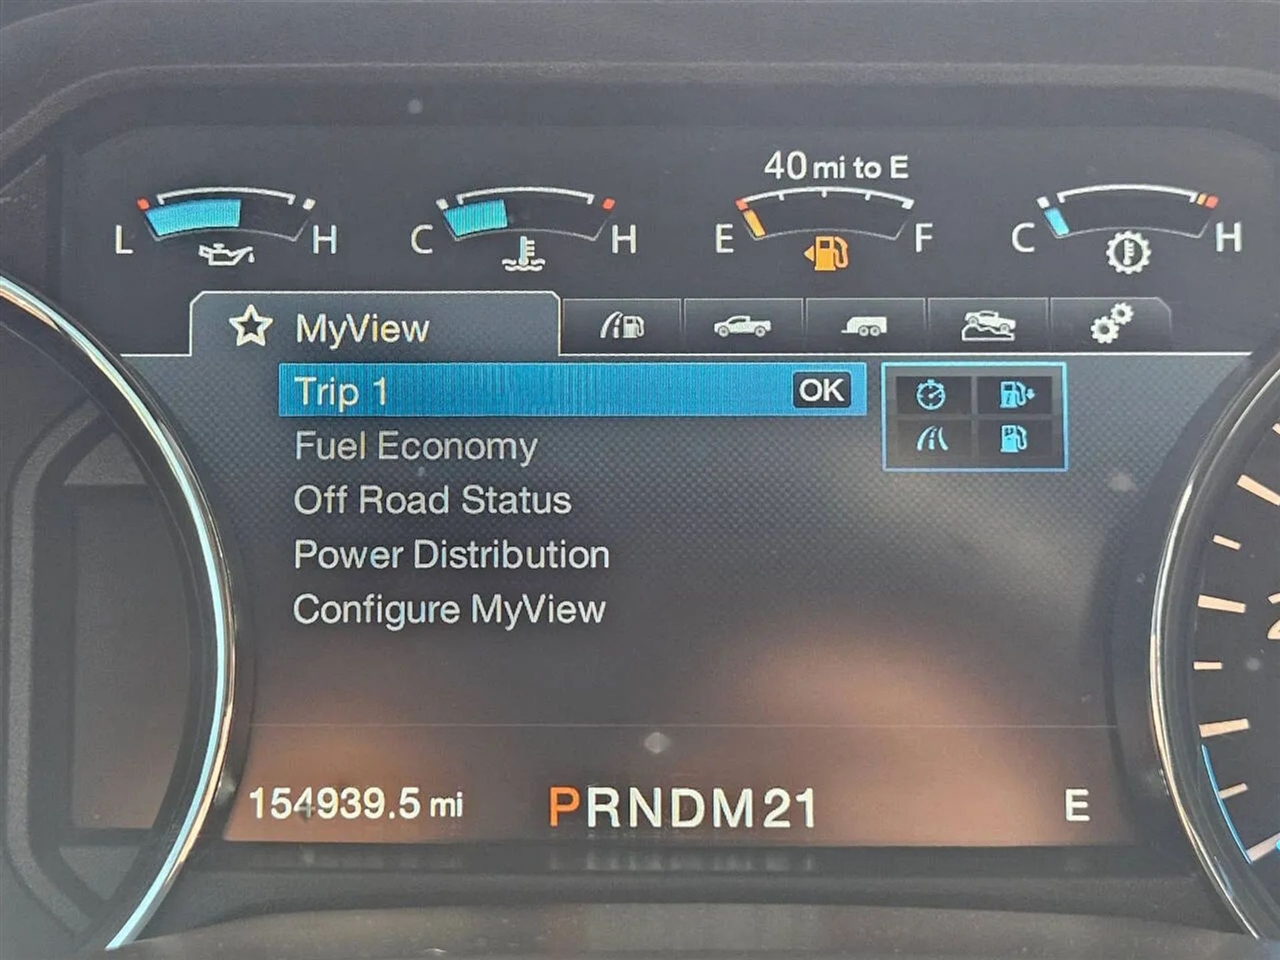 40 mi to E
L H C H E F C H
MyView
Trip 1 OK
Fuel Economy
Off Road Status
Power Distribution
Configure MyView
154939.5 mi PRNDM21 E